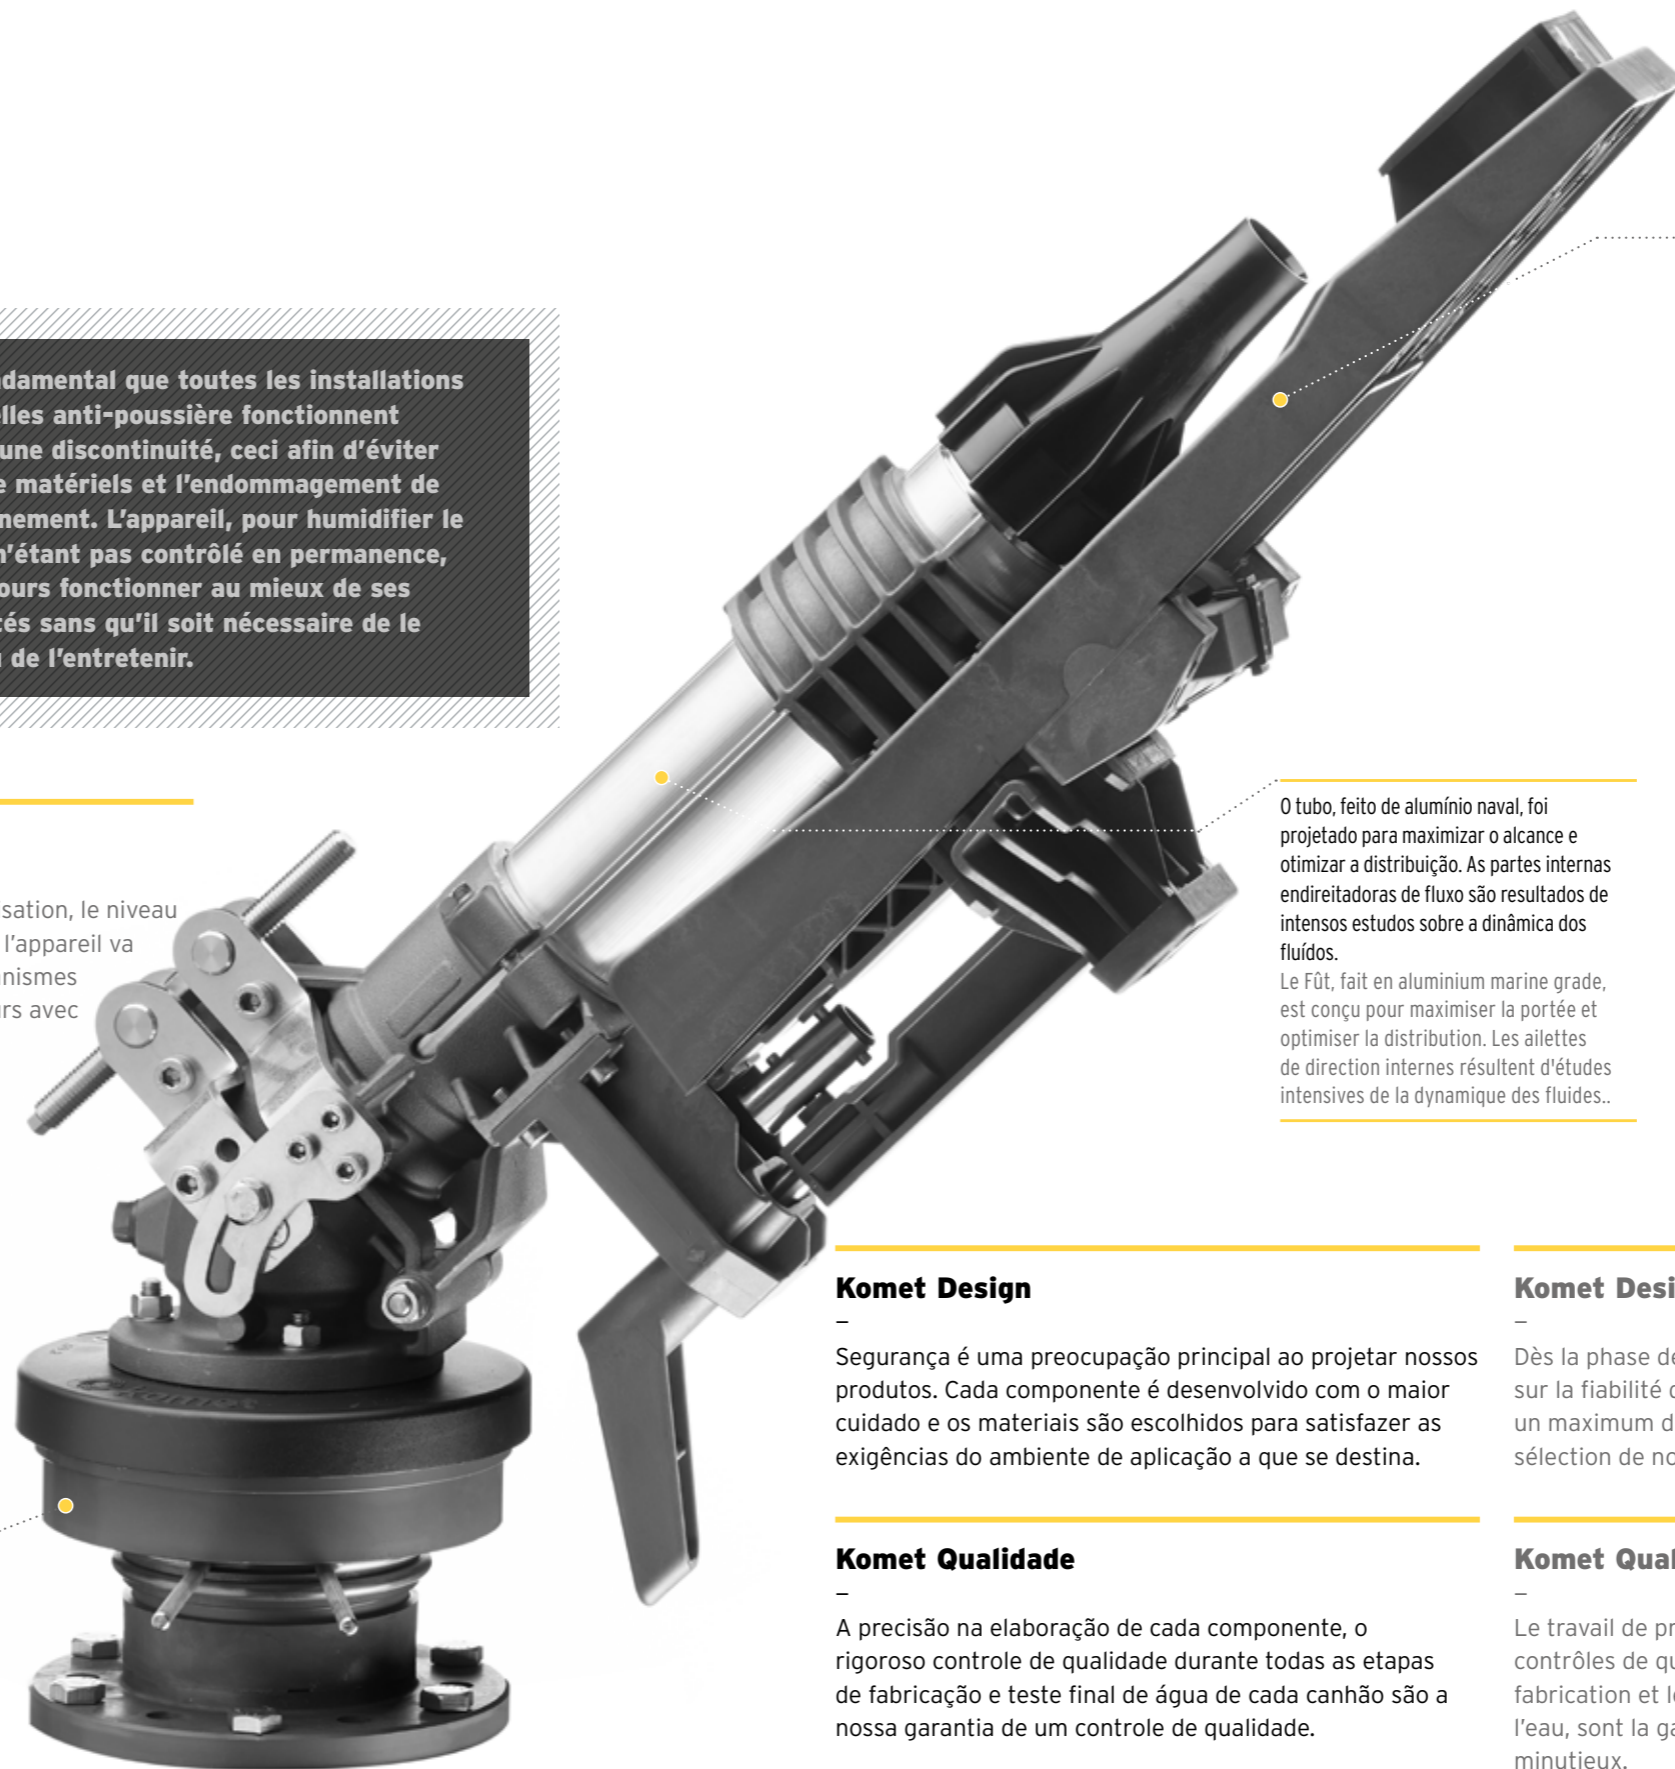 ndamental que toutes les installations
elles anti-poussière fonctionnent
une discontinuité, ceci afin d’éviter
e matériels et l’endommagement de
nement. L’appareil, pour humidifier le
n’étant pas contrôlé en permanence,
ours fonctionner au mieux de ses
tés sans qu’il soit nécessaire de le
de l’entretenir.
sation, le niveau
l’appareil va
anismes
rs avec
O tubo, feito de alumínio naval, foi
projetado para maximizar o alcance e
otimizar a distribuição. As partes internas
endireitadoras de fluxo são resultados de
intensos estudos sobre a dinâmica dos
fluídos.
Le Fût, fait en aluminium marine grade,
est conçu pour maximiser la portée et
optimiser la distribution. Les ailettes
de direction internes résultent d'études
intensives de la dynamique des fluides..
Komet Design
–
Segurança é uma preocupação principal ao projetar nossos
produtos. Cada componente é desenvolvido com o maior
cuidado e os materiais são escolhidos para satisfazer as
exigências do ambiente de aplicação a que se destina.
Komet Qualidade
–
A precisão na elaboração de cada componente, o
rigoroso controle de qualidade durante todas as etapas
de fabricação e teste final de água de cada canhão são a
nossa garantia de um controle de qualidade.
Komet Desi
–
Dès la phase de
sur la fiabilité d
un maximum d
sélection de no
Komet Qual
–
Le travail de pr
contrôles de qu
fabrication et le
l’eau, sont la ga
minutieux.